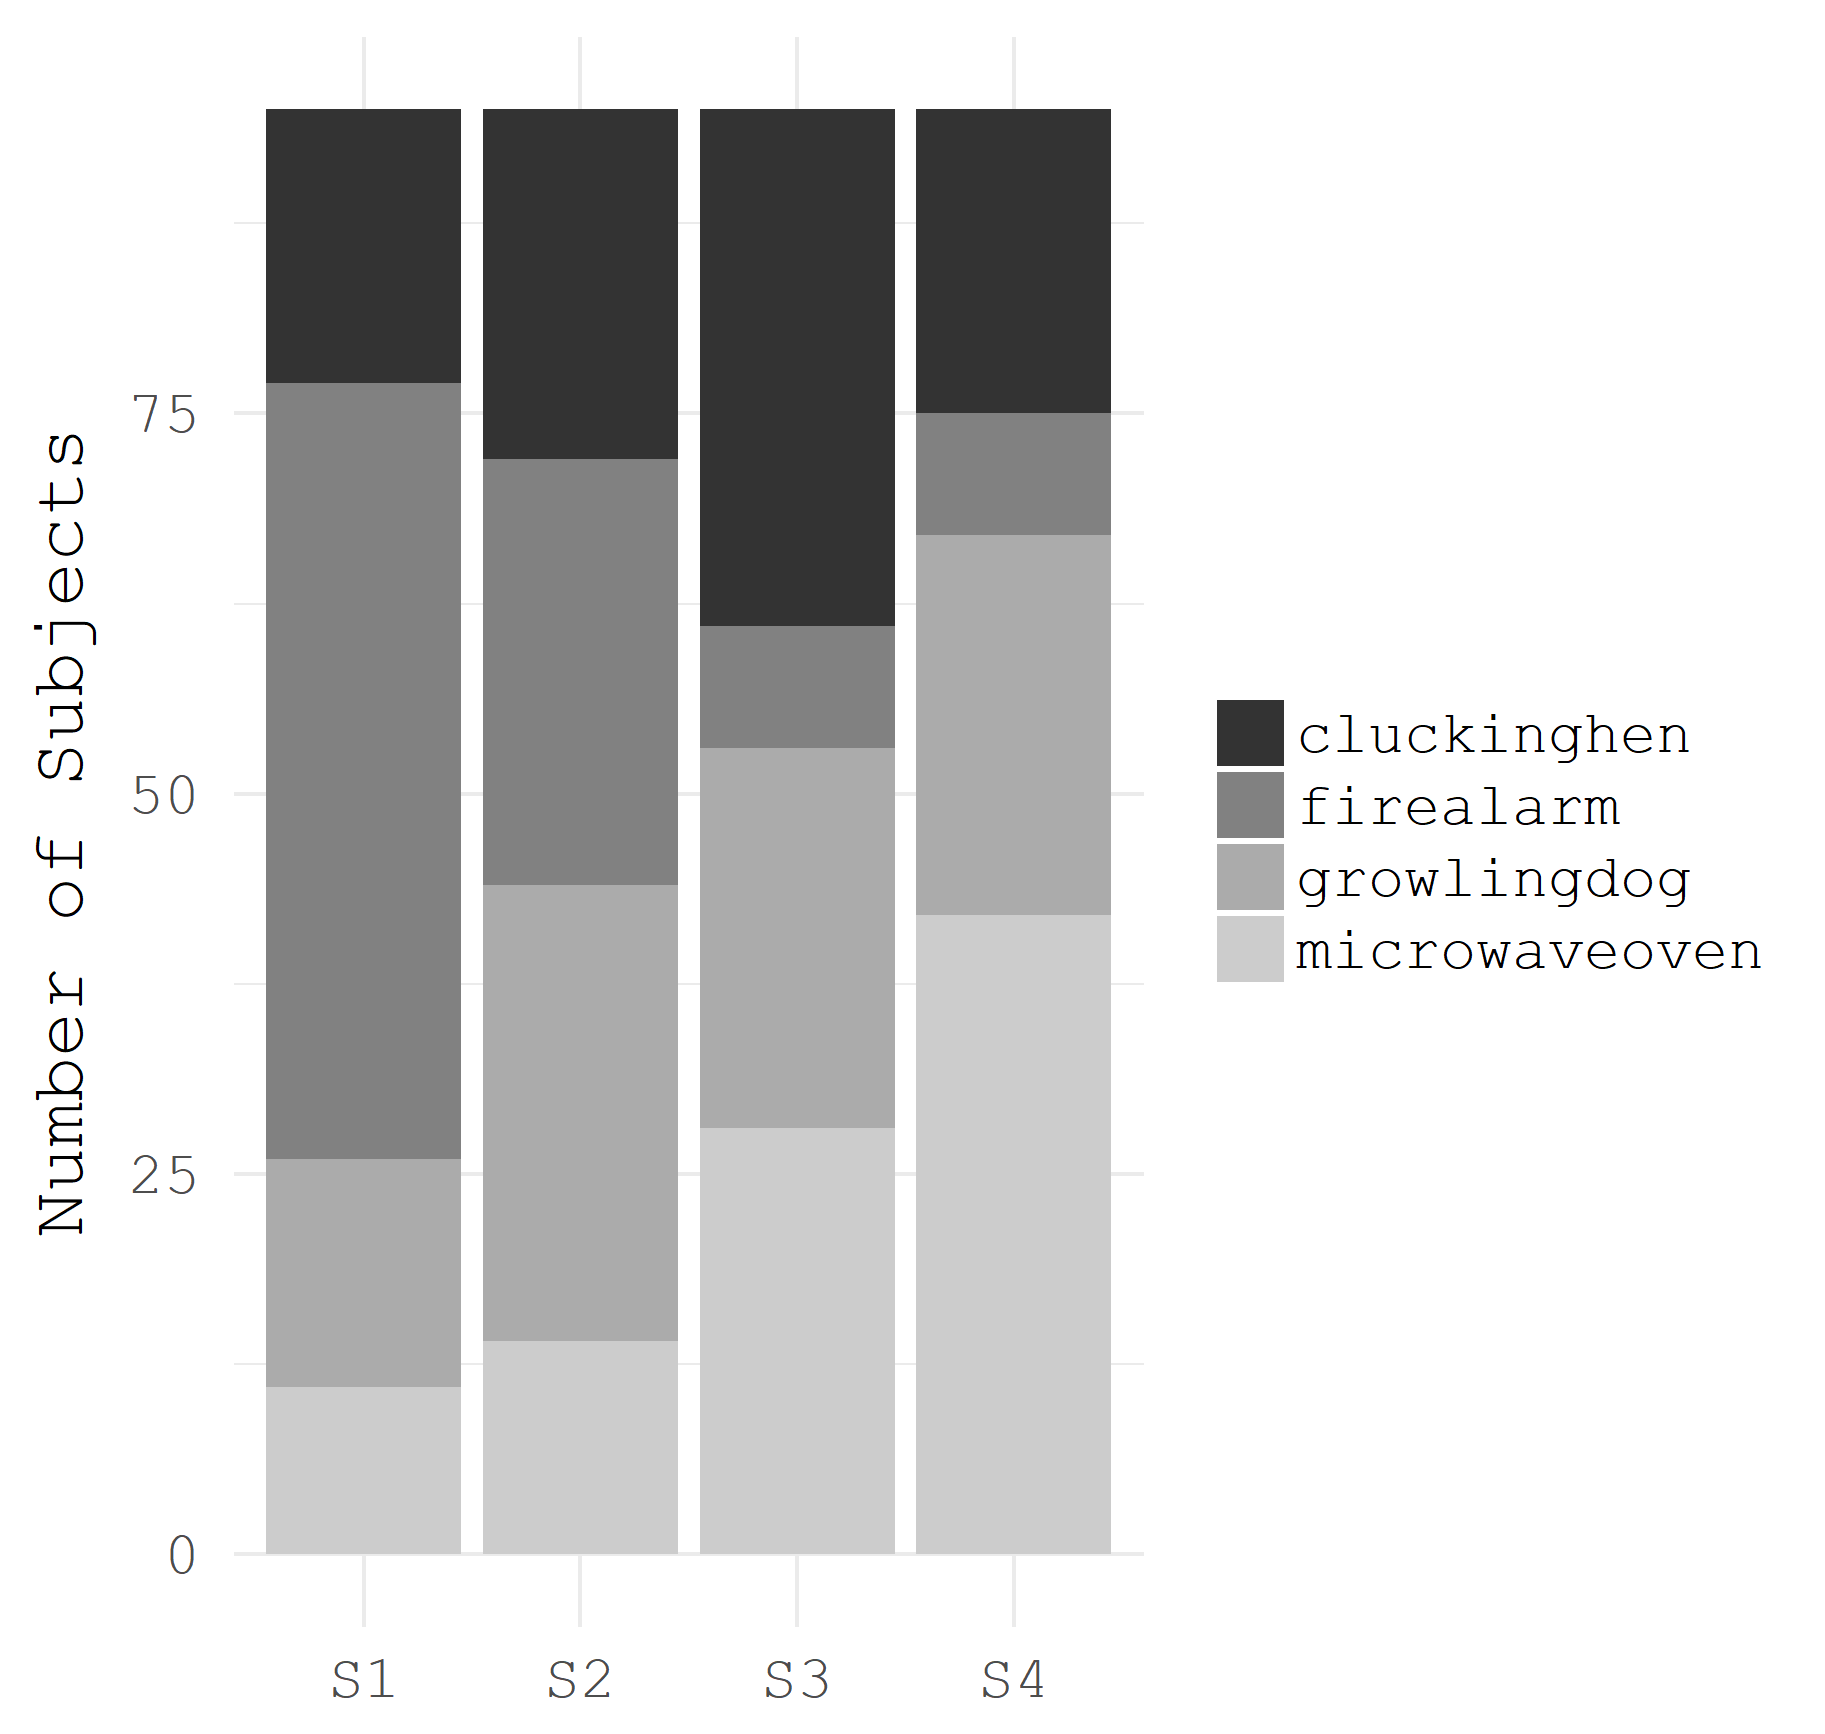 Number of Subjects
75
50
25
0
S1 S2 S3 S4
cluckinghen
firealarm
growlingdog
microwaveoven